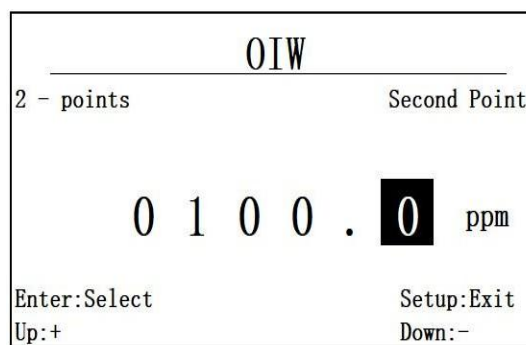 OIW
2 - points Second Point
0 1 0 0 . 0 ppm
Enter:Select Setup:Exit
Up:+ Down:-